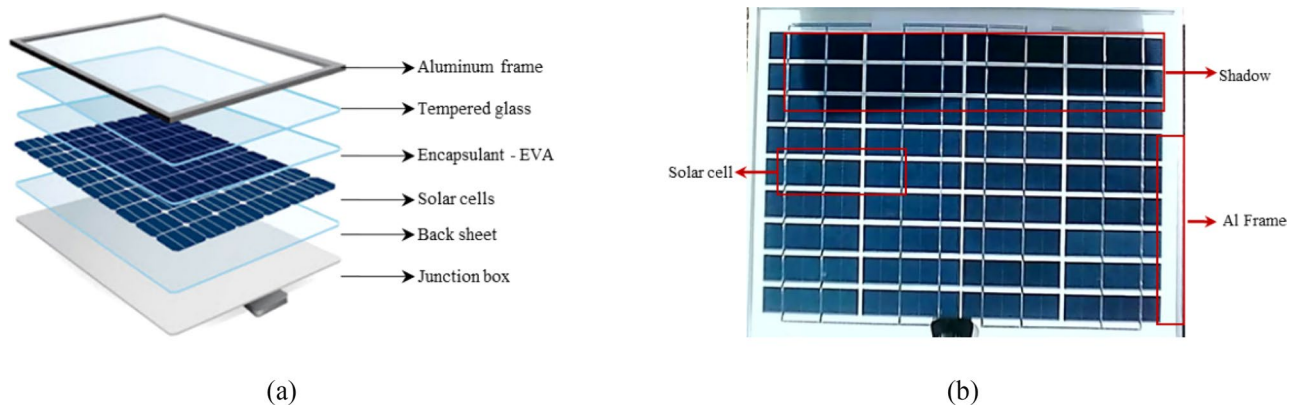 Aluminum frame
Tempered glass
Encapsulant - EVA
Solar cells
Back sheet
Junction box
Shadow
Solar cell
Al Frame
(a)
(b)